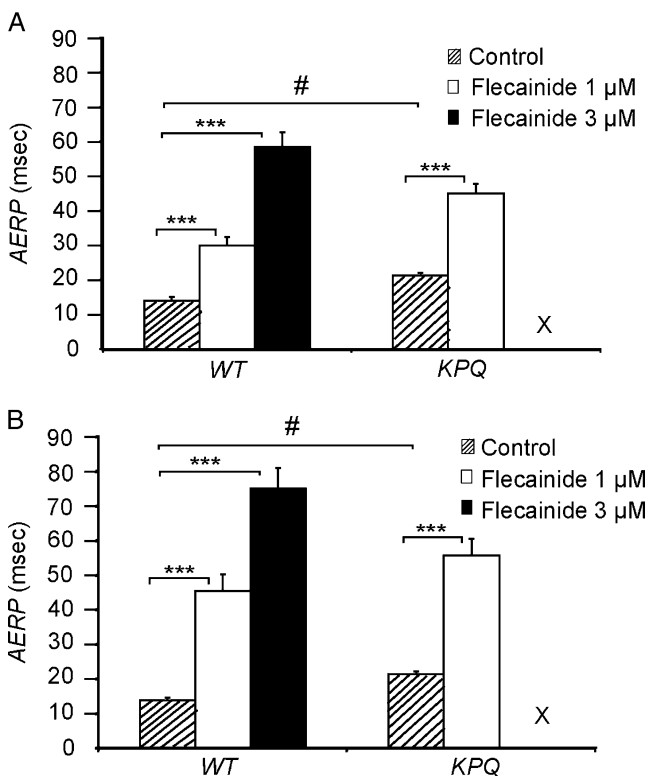 A
90
80
70
60
50
40
30
20
10
0
AERP (msec)
Control
Flecainide 1 µM
Flecainide 3 µM
#
***
***
***
X
WT
KPQ
B
90
80
70
60
50
40
30
20
10
0
AERP (msec)
Control
Flecainide 1 µM
Flecainide 3 µM
#
***
***
***
X
WT
KPQ